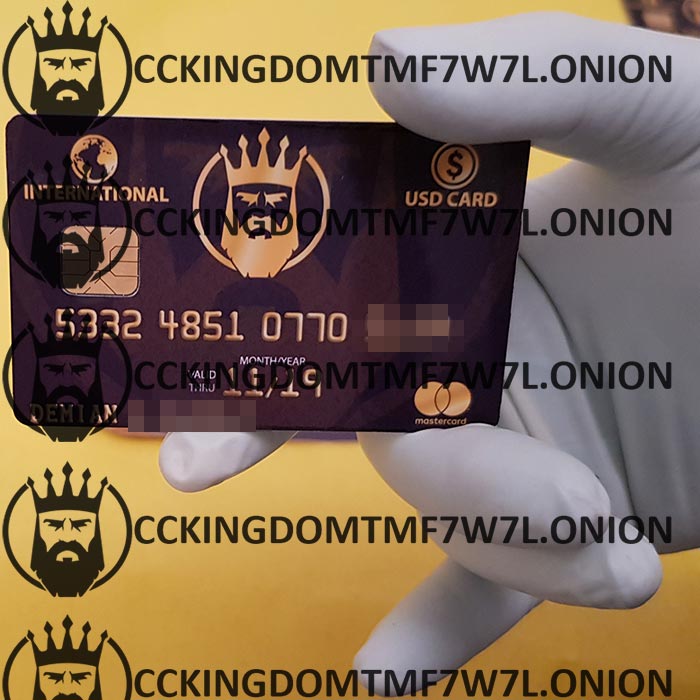 CCKINGDOMTMF7W7L.ONION
INTERNATIONAL
$
USD CARD
CCKINGDOMTMF7W7L.ONION
5332 4851 0770
MONTH/YEAR
VALID THRU 11/19
CCKINGDOMTMF7W7L.ONION
DEMIAN
mastercard
CCKINGDOMTMF7W7L.ONION
CCKINGDOMTMF7W7L.ONION